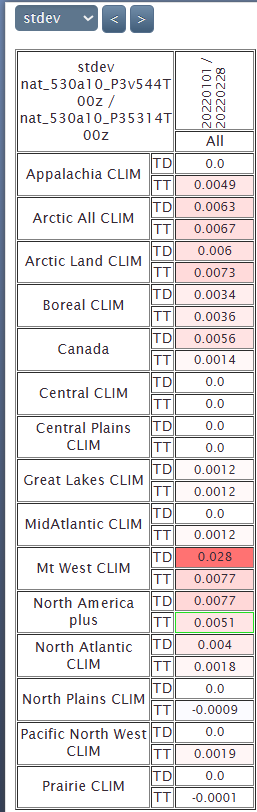 stdev
<
>
stdev
nat_530a10_P3v544T
00z /
nat_530a10_P35314T
00z
20220101 /
20220228
All
Appalachia CLIM
TD
0.0
TT
0.0049
Arctic All CLIM
TD
0.0063
TT
0.0067
Arctic Land CLIM
TD
0.006
TT
0.0073
Boreal CLIM
TD
0.0034
TT
0.0036
Canada
TD
0.0056
TT
0.0014
Central CLIM
TD
0.0
TT
0.0
Central Plains
CLIM
TD
0.0
TT
0.0
Great Lakes CLIM
TD
0.0012
TT
0.0012
MidAtlantic CLIM
TD
0.0
TT
0.0012
Mt West CLIM
TD
0.028
TT
0.0077
North America
plus
TD
0.0077
TT
0.0051
North Atlantic
CLIM
TD
0.004
TT
0.0018
North Plains CLIM
TD
0.0
TT
-0.0009
Pacific North West
CLIM
TD
0.0
TT
0.0019
Prairie CLIM
TD
0.0
TT
-0.0001